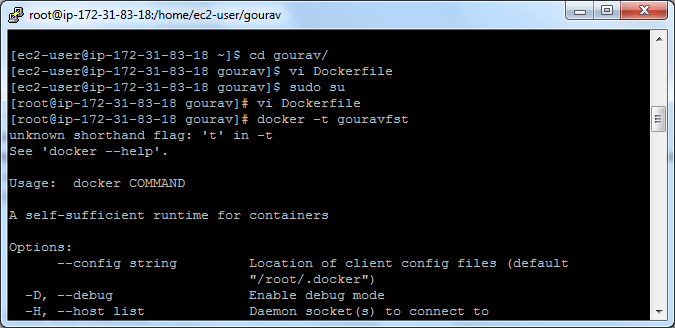 root@ip-172-31-83-18:/home/ec2-user/gourav
[ec2-user@ip-172-31-83-18 ~]$ cd gourav/
[ec2-user@ip-172-31-83-18 gourav]$ vi Dockerfile
[ec2-user@ip-172-31-83-18 gourav]$ sudo su
[root@ip-172-31-83-18 gourav]# vi Dockerfile
[root@ip-172-31-83-18 gourav]# docker -t gouravfst
unknown shorthand flag: 't' in -t
See 'docker --help'.
Usage:  docker COMMAND
A self-sufficient runtime for containers
Options:
      --config string         Location of client config files (default
                              "/root/.docker")
  -D, --debug                 Enable debug mode
  -H, --host list             Daemon socket(s) to connect to